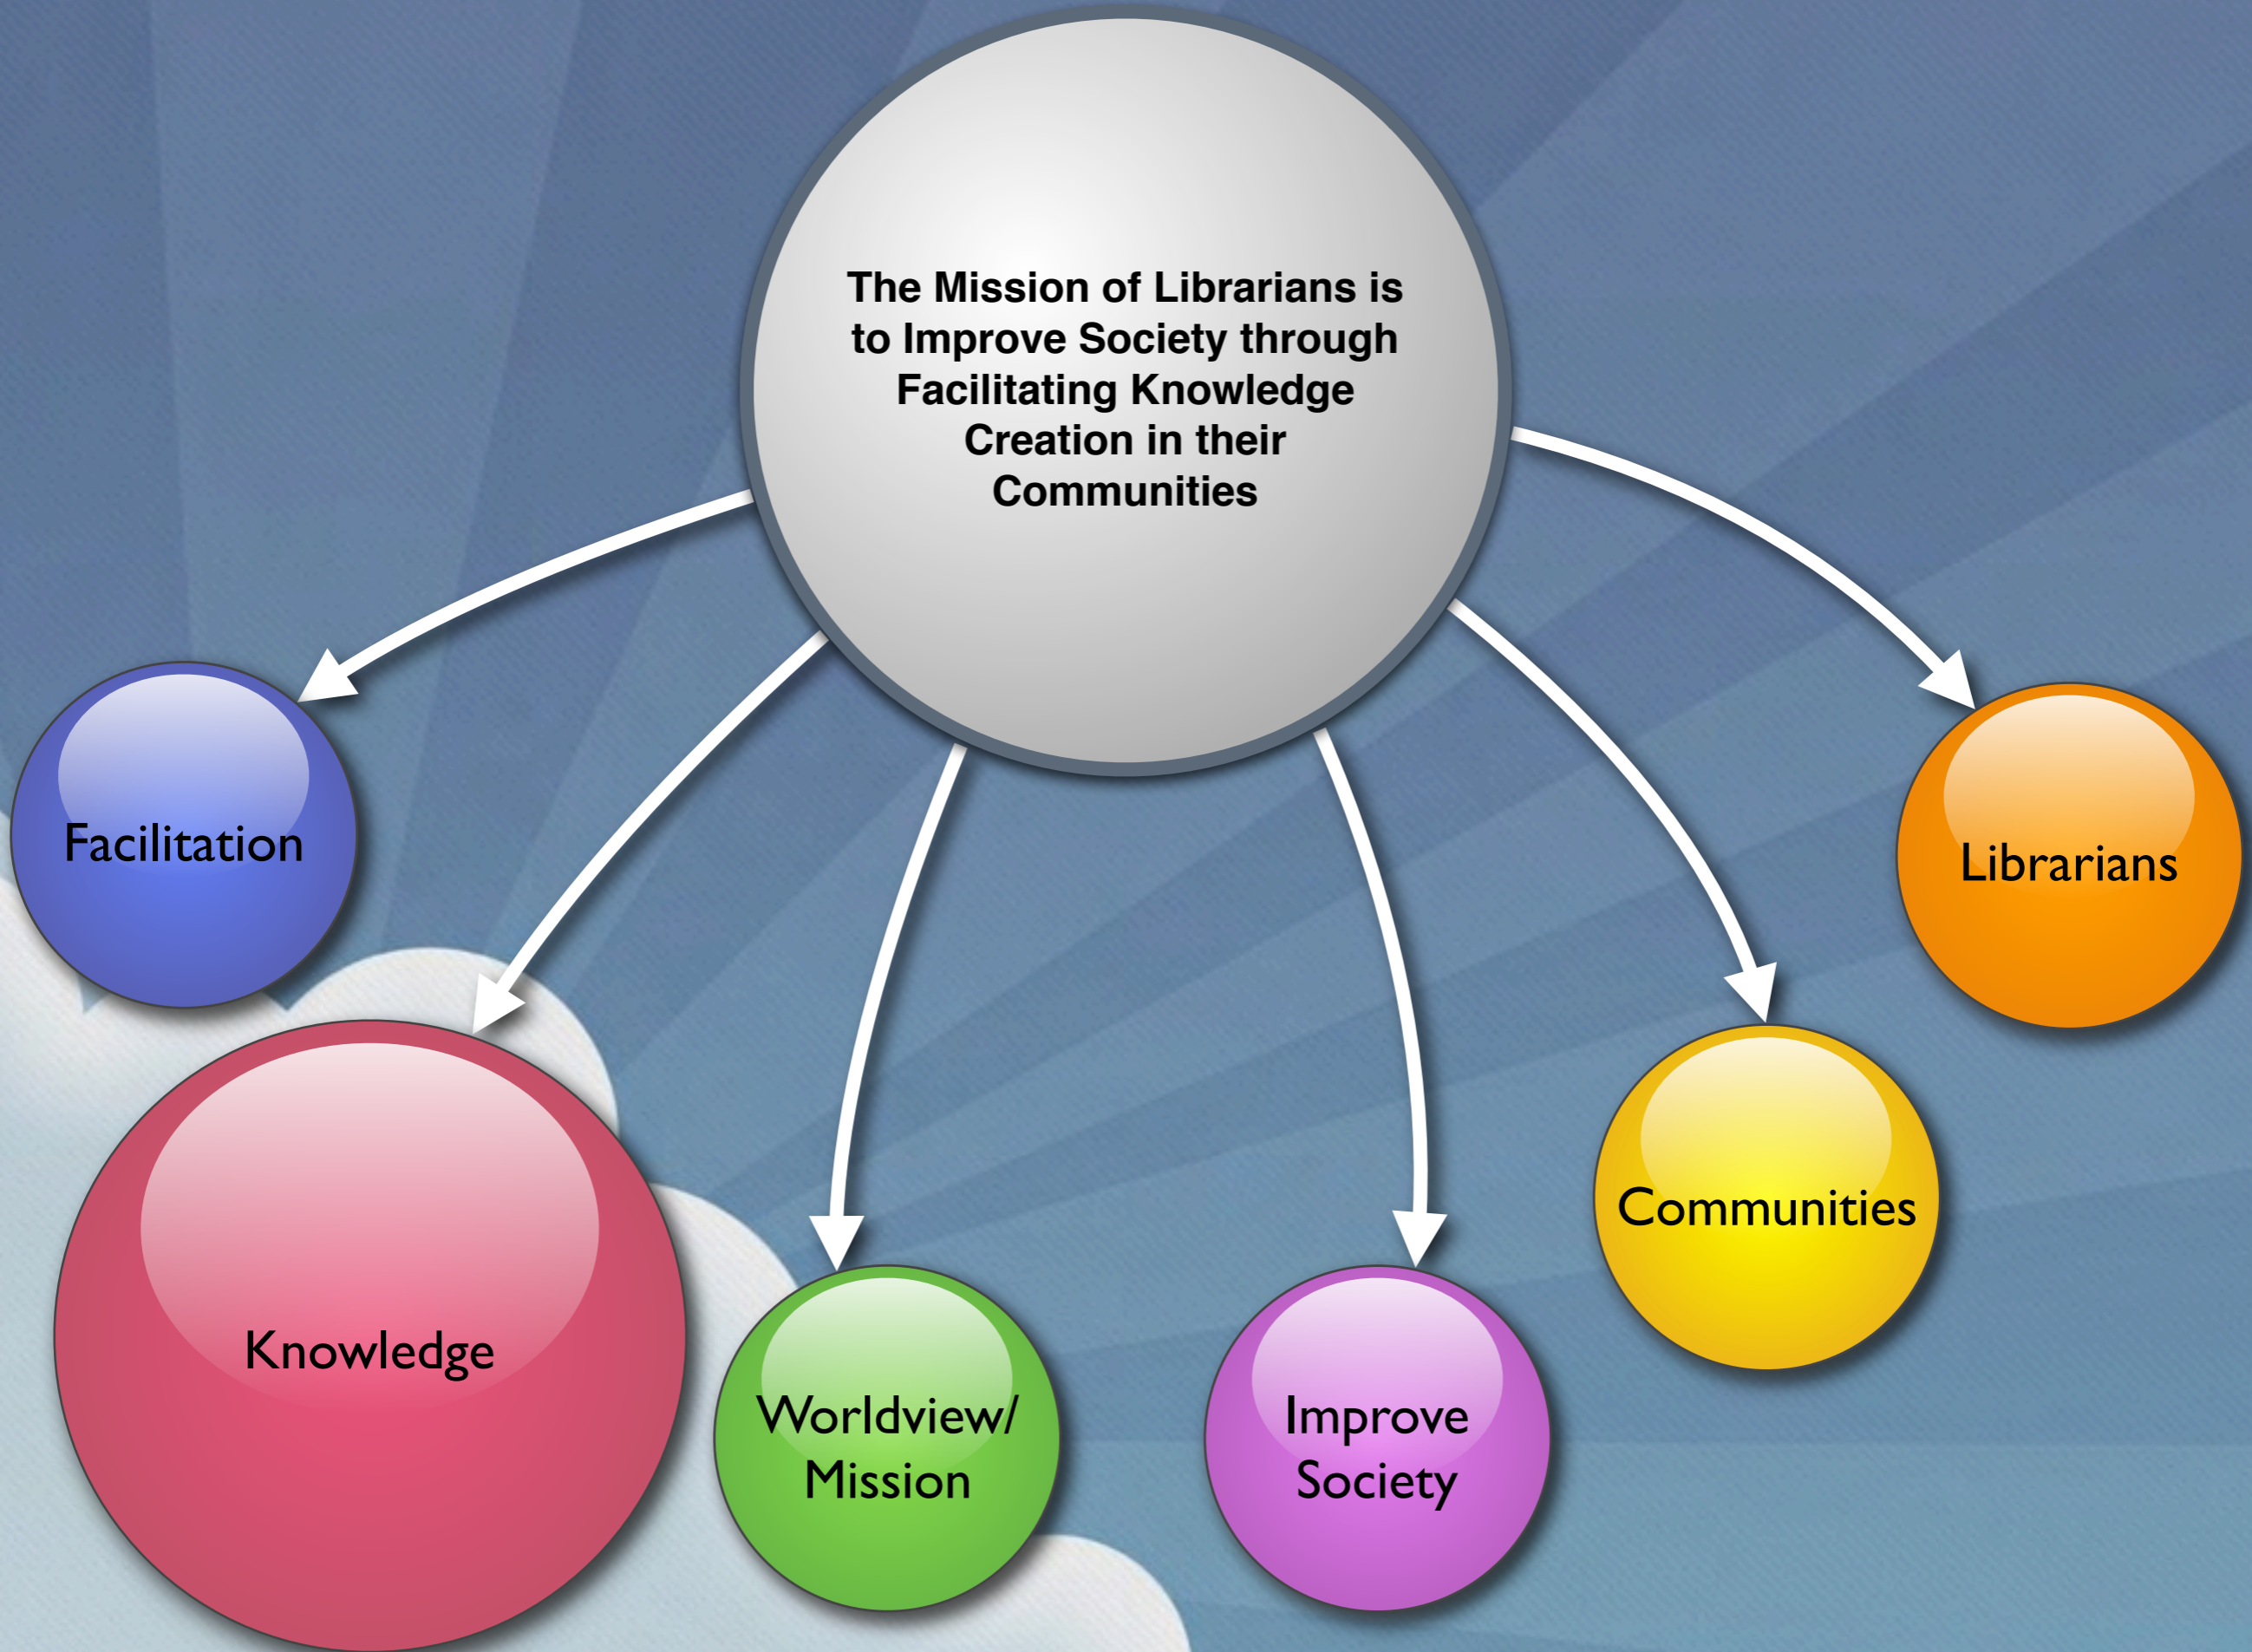 The Mission of Librarians is
to Improve Society through
Facilitating Knowledge
Creation in their
Communities
Facilitation
Librarians
Communities
Knowledge
Worldview/
Mission
Improve
Society